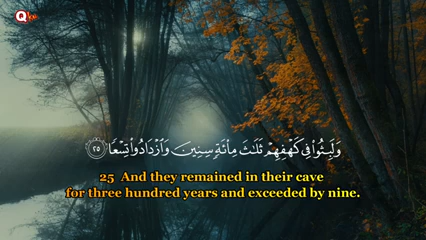 وَلَبِثُوا۟ فِى كَهْفِهِمْ ثَلَـٰثَ مِا۟ئَةٍ سِنِينَ وَٱزْدَادُوا۟ تِسْعًا ٢٥
25 And they remained in their cave
for three hundred years and exceeded by nine.